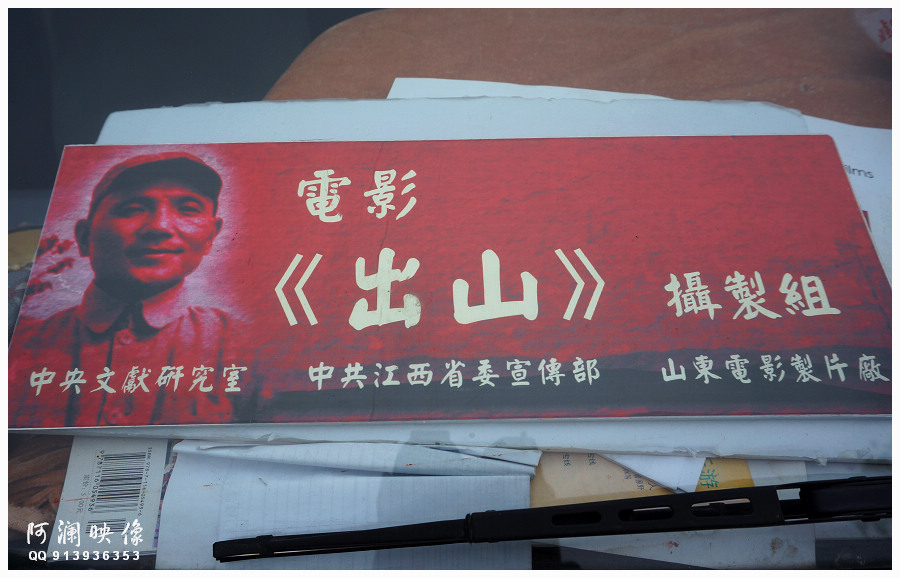 電影
《出山》 攝製組
中央文獻研究室 中共江西省委宣傳部 山東電影製片廠
ilms
阿澜映像
QQ 913936353